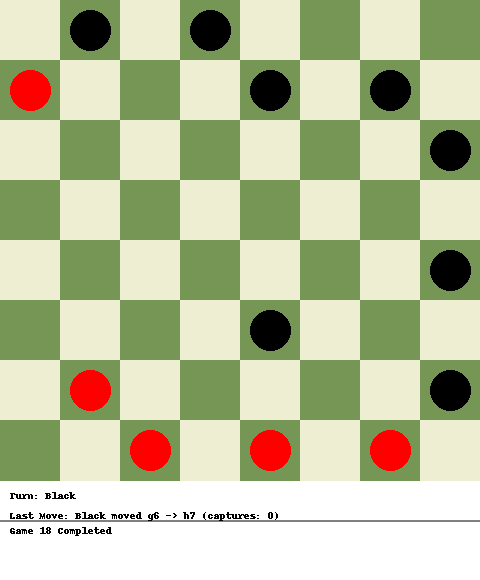 Turn: Black
Last Move: Black moved g6 -> h7 (captures: 0)
Game 18 Completed